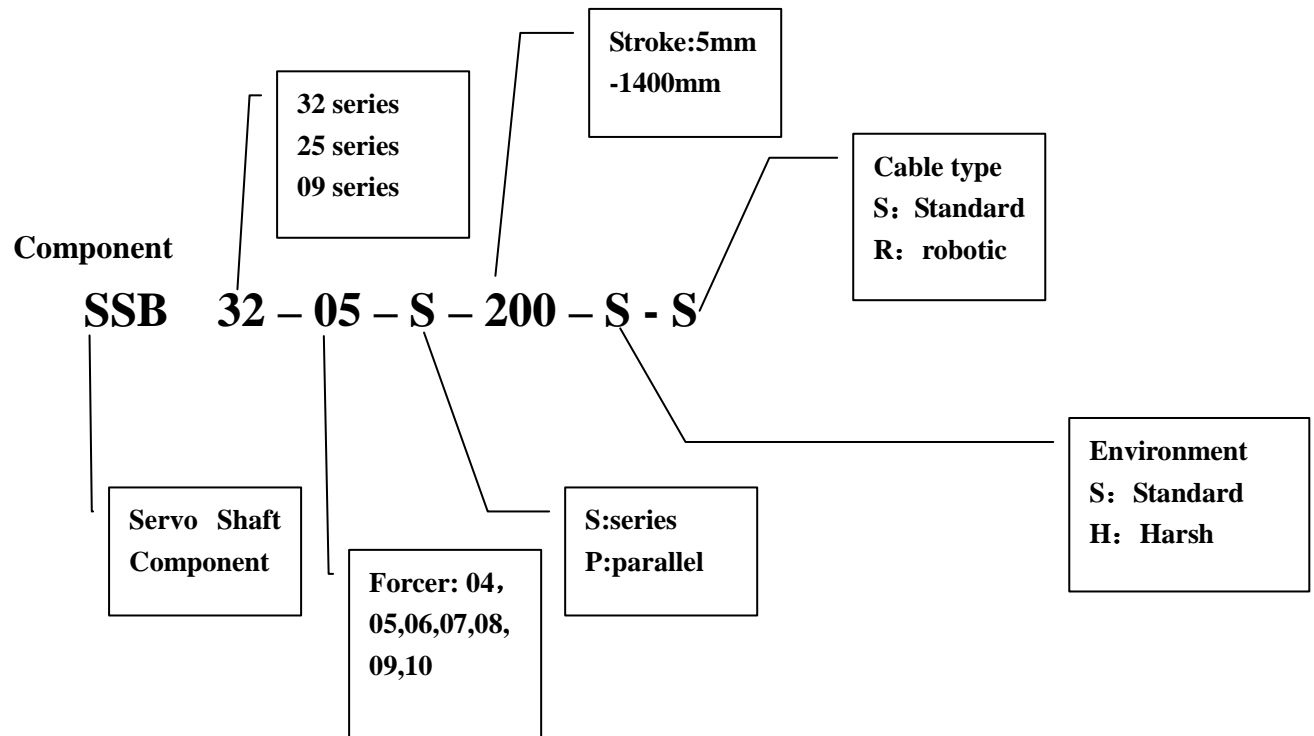 Stroke:5mm
-1400mm
32 series
25 series
09 series
Cable type
S：Standard
R：robotic
Component
SSB 32 – 05 – S – 200 – S - S
Environment
S：Standard
H：Harsh
Servo Shaft
Component
S:series
P:parallel
Forcer: 04，
05,06,07,08,
09,10